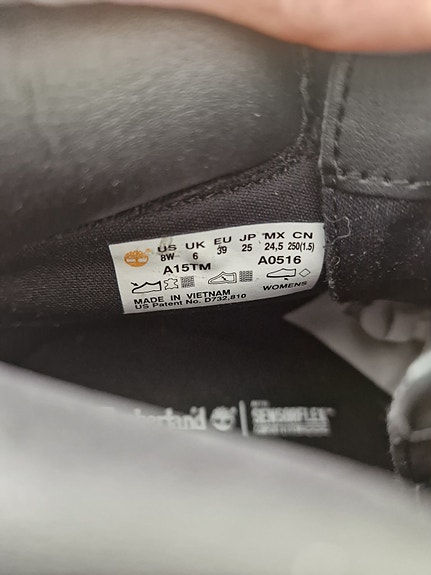 US UK EU JP MX CN
8W 6 39 25 24,5 250(1.5)
A15TM A0516
WOMENS
MADE IN VIETNAM
US Patent No. D732,810
Timberland
SENSORFLEX